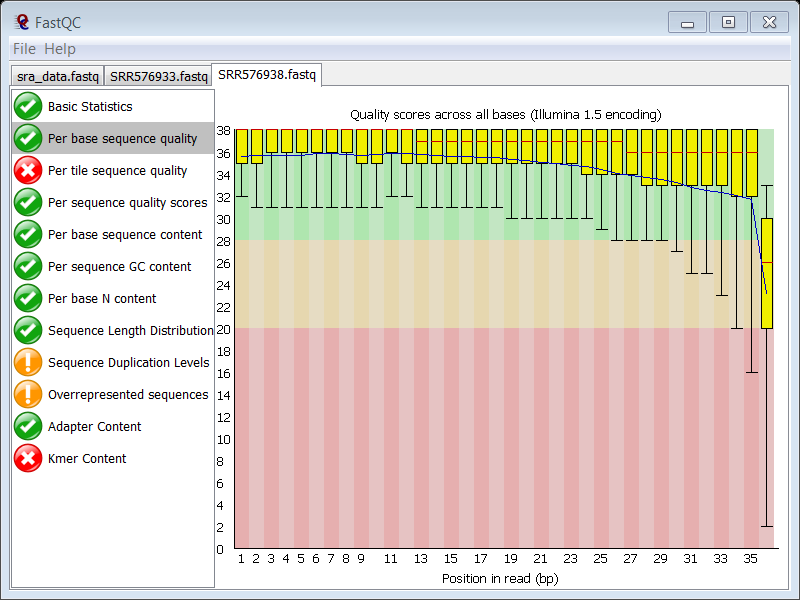 FastQC
File Help
sra_data.fastq SRR576933.fastq SRR576938.fastq
Basic Statistics
Per base sequence quality
Per tile sequence quality
Per sequence quality scores
Per base sequence content
Per sequence GC content
Per base N content
Sequence Length Distribution
Sequence Duplication Levels
Overrepresented sequences
Adapter Content
Kmer Content
Quality scores across all bases (Illumina 1.5 encoding)
38
36
34
32
30
28
26
24
22
20
18
16
14
12
10
8
6
4
2
0
1 2 3 4 5 6 7 8 9 11 13 15 17 19 21 23 25 27 29 31 33 35
Position in read (bp)